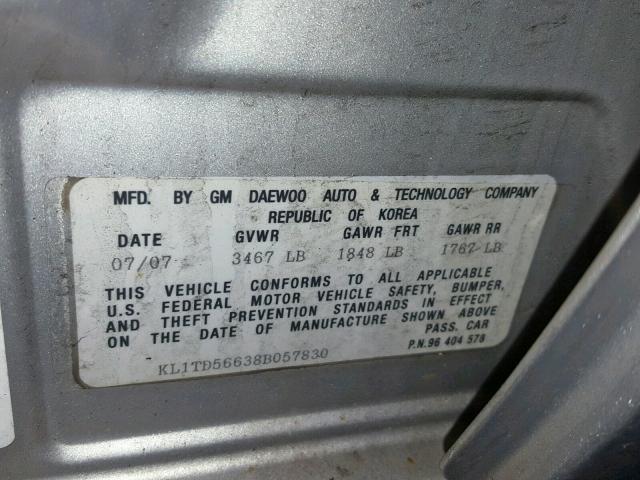 MFD. BY GM DAEWOO AUTO & TECHNOLOGY COMPANY
REPUBLIC OF KOREA
DATE GVWR GAWR FRT GAWR RR
07/07 3467 LB 1848 LB 1767 LB
THIS VEHICLE CONFORMS TO ALL APPLICABLE
U.S. FEDERAL MOTOR VEHICLE SAFETY, BUMPER,
AND THEFT PREVENTION STANDARDS IN EFFECT
ON THE DATE OF MANUFACTURE SHOWN ABOVE
PASS. CAR
KL1TD56638B057830 P.N.96 404 578